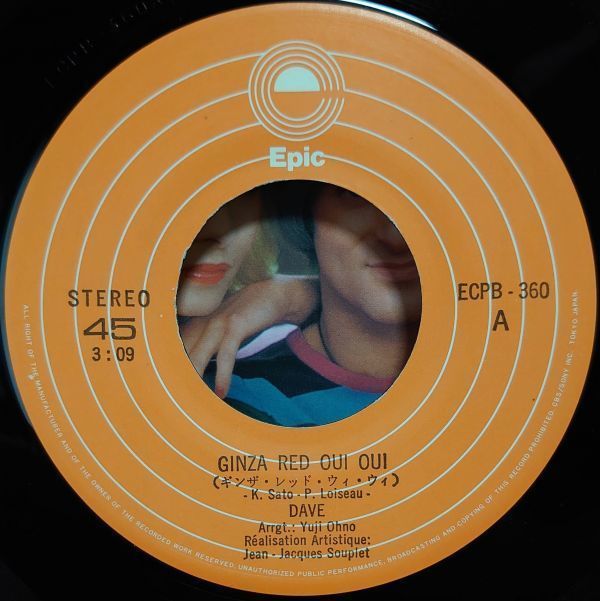 Epic
STEREO
45
3:09
ECPB-360
A
GINZA RED OUI OUI
(ギンザ・レッド・ウィ・ウィ)
- K. Sato - P. Loiseau -
DAVE
Arrgt.: Yuji Ohno
Réalisation Artistique:
Jean - Jacques Souplet
ALL RIGHT OF THE MANUFACTURER AND OF THE OWNER OF THE RECORDED WORK RESERVED. UNAUTHORIZED PUBLIC PERFORMANCE, BROADCASTING AND COPYING OF THIS RECORD PROHIBITED. CBS/SONY INC. TOKYO JAPAN.